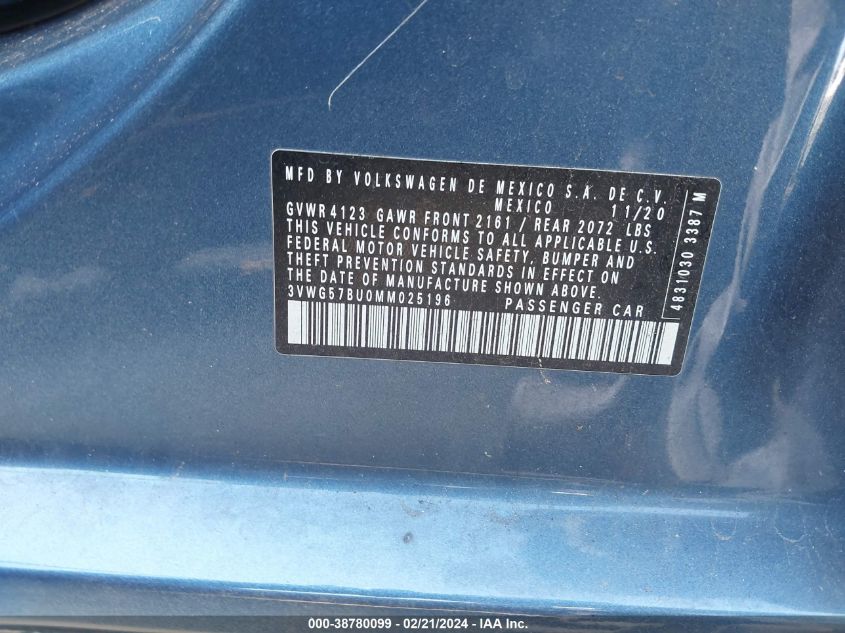 MFD BY VOLKSWAGEN DE MEXICO S.A. DE C.V.
MEXICO 11/20
GVWR 4123 GAWR FRONT 2161 / REAR 2072 LBS
THIS VEHICLE CONFORMS TO ALL APPLICABLE U.S.
FEDERAL MOTOR VEHICLE SAFETY, BUMPER AND
THEFT PREVENTION STANDARDS IN EFFECT ON
THE DATE OF MANUFACTURE SHOWN ABOVE.
3VWG57BU0MM025196 PASSENGER CAR
4831030 3387 M
000-38780099 - 02/21/2024 - IAA Inc.